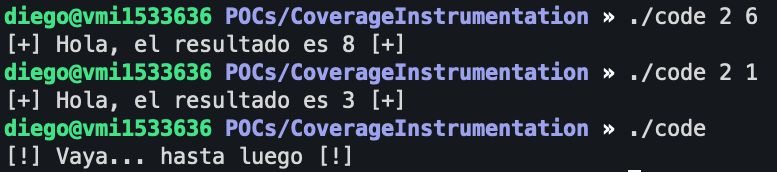 diego@vmi1533636 POCs/CoverageInstrumentation » ./code 2 6
[+] Hola, el resultado es 8 [+]
diego@vmi1533636 POCs/CoverageInstrumentation » ./code 2 1
[+] Hola, el resultado es 3 [+]
diego@vmi1533636 POCs/CoverageInstrumentation » ./code
[!] Vaya... hasta luego [!]